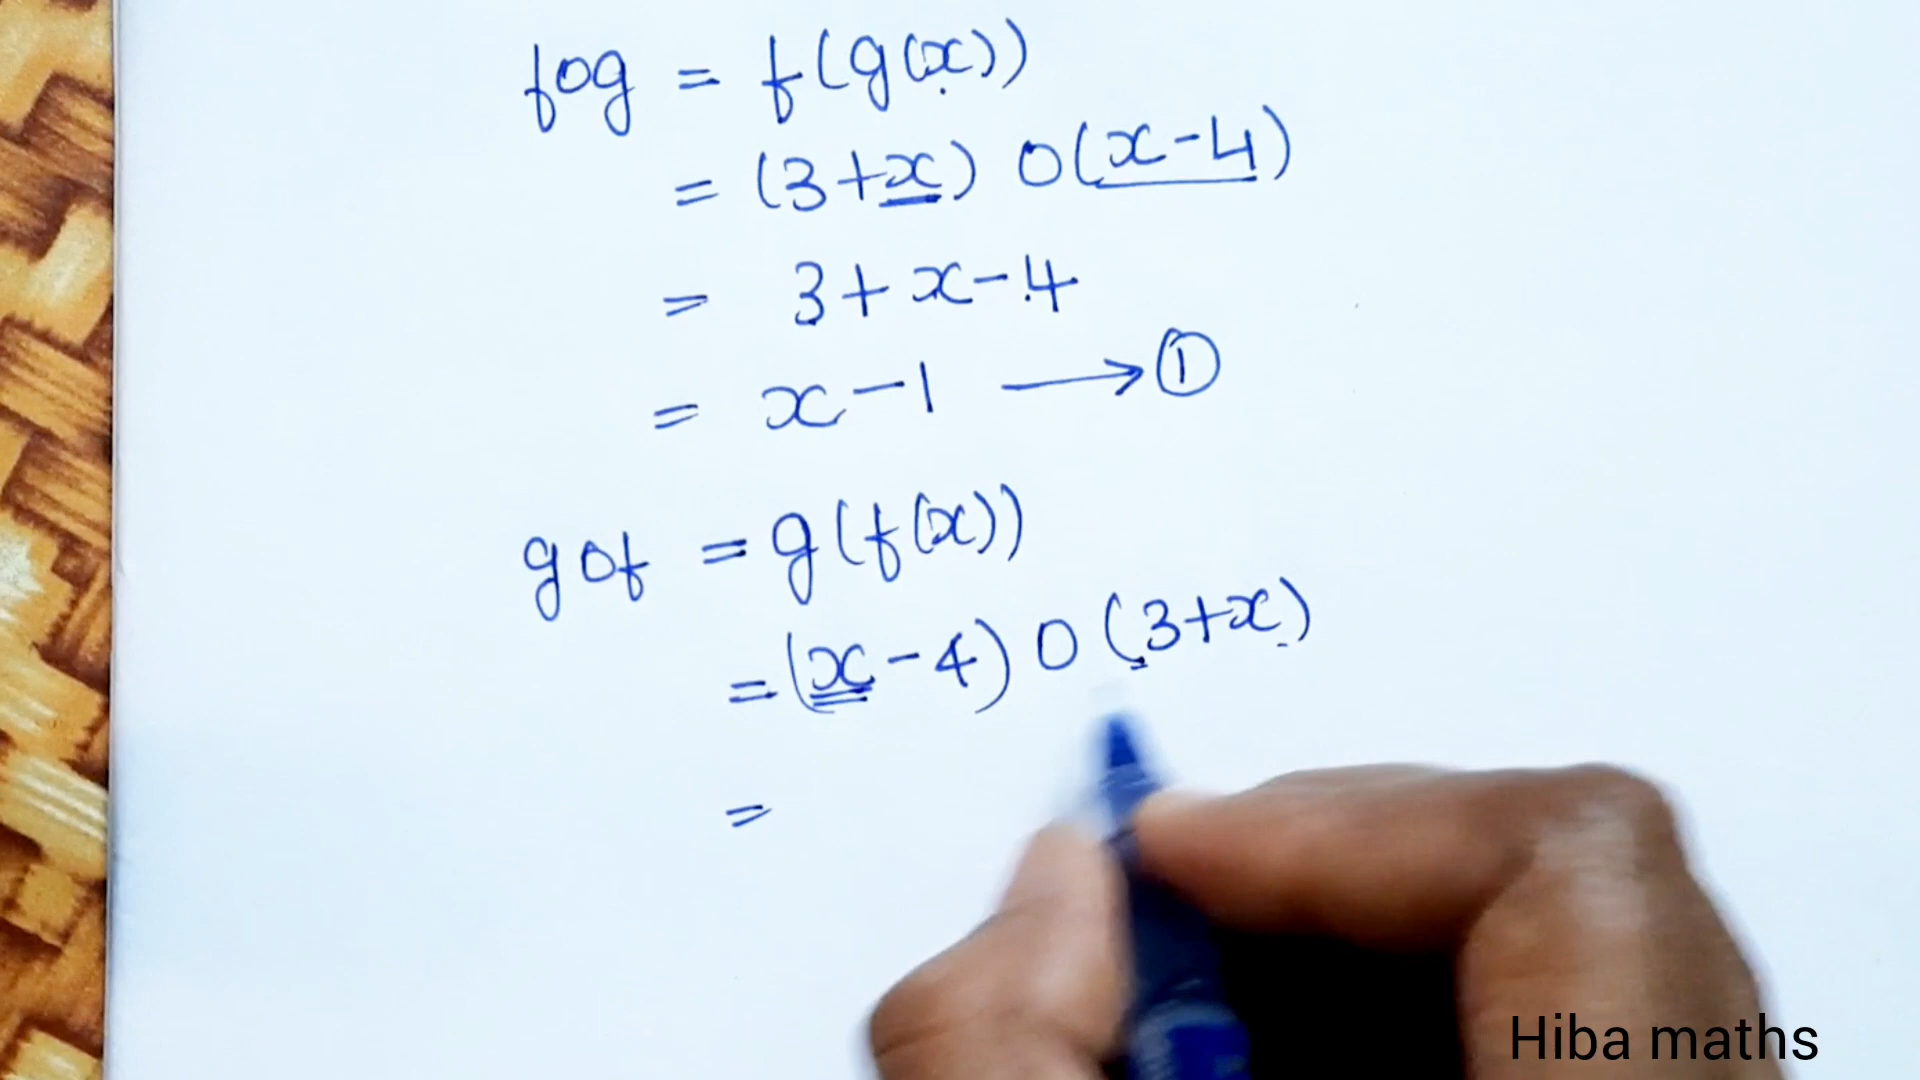 fog = f(g(x))
= (3+x) O(x-4)
= 3+x-4
= x-1 → ①
gof = g(f(x))
= (x-4) O (3+x)
=
Hiba maths